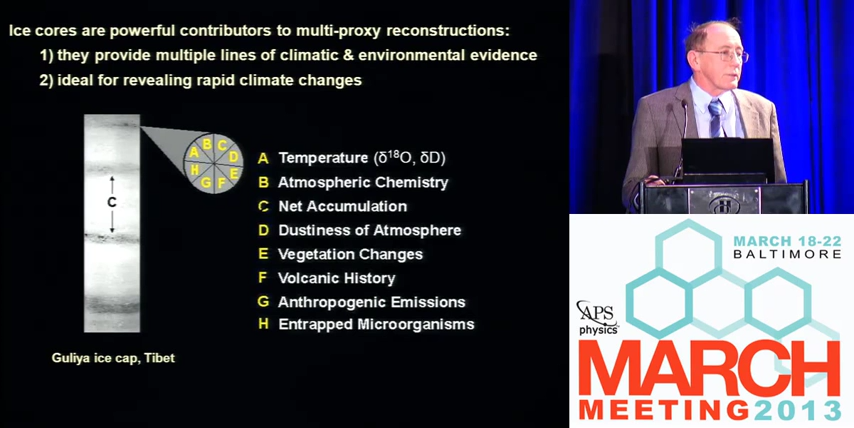 Ice cores are powerful contributors to multi-proxy reconstructions:
1) they provide multiple lines of climatic & environmental evidence
2) ideal for revealing rapid climate changes
A B C D E F G H
C
A Temperature (δ¹⁸O, δD)
B Atmospheric Chemistry
C Net Accumulation
D Dustiness of Atmosphere
E Vegetation Changes
F Volcanic History
G Anthropogenic Emissions
H Entrapped Microorganisms
Guliya ice cap, Tibet
H
MARCH 18-22
BALTIMORE
APS
physics
MARCH
MEETING 2013